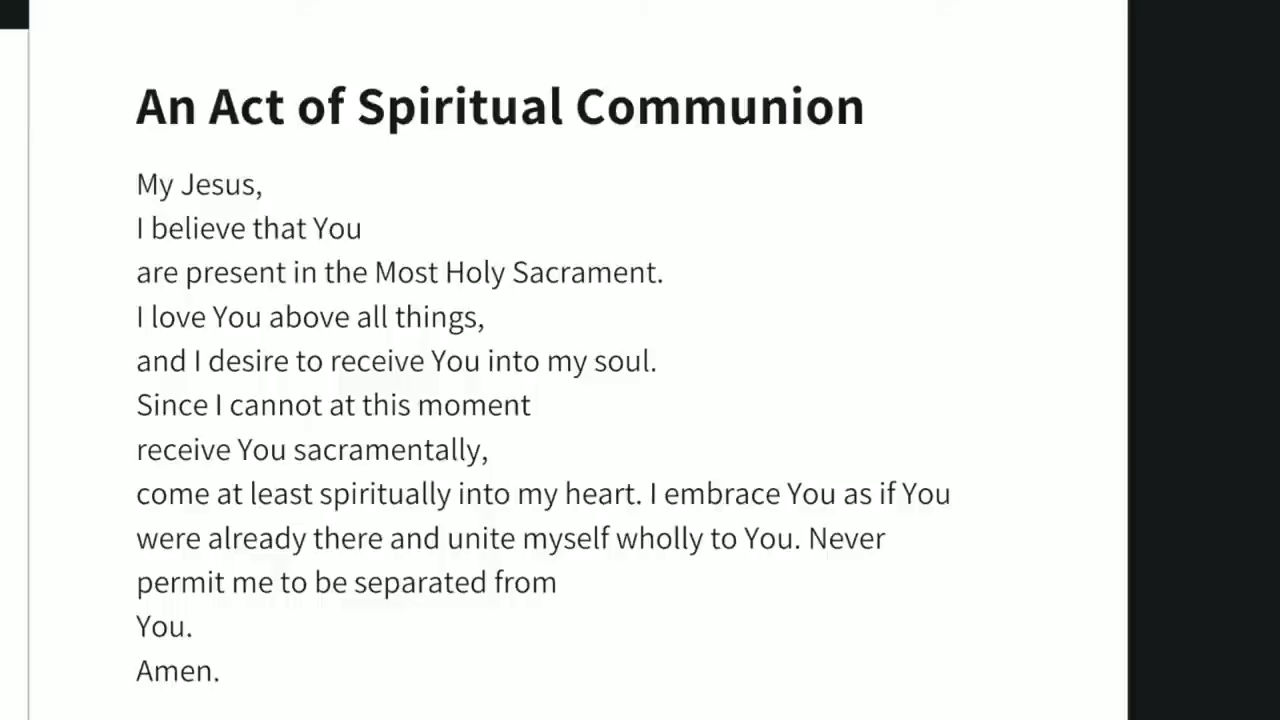 An Act of Spiritual Communion
My Jesus,
I believe that You
are present in the Most Holy Sacrament.
I love You above all things,
and I desire to receive You into my soul.
Since I cannot at this moment
receive You sacramentally,
come at least spiritually into my heart. I embrace You as if You
were already there and unite myself wholly to You. Never
permit me to be separated from
You.
Amen.